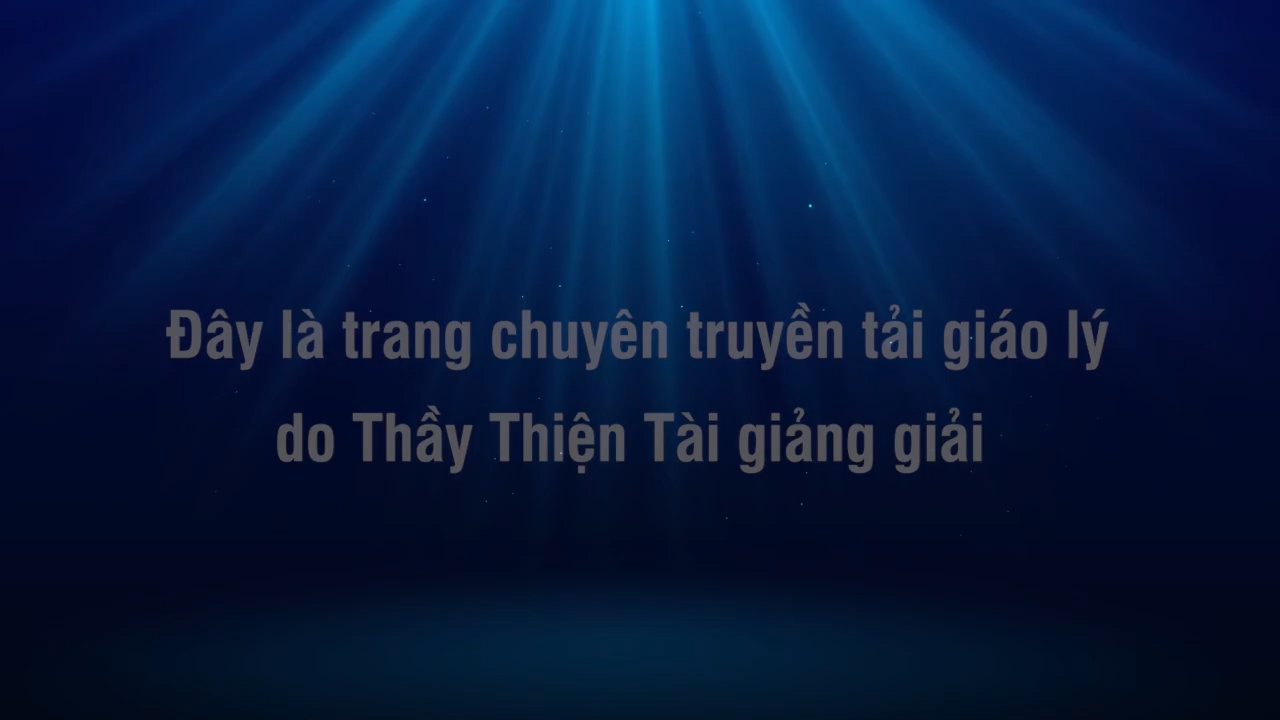 Đây là trang chuyên truyền tải giáo lý
do Thầy Thiện Tài giảng giải